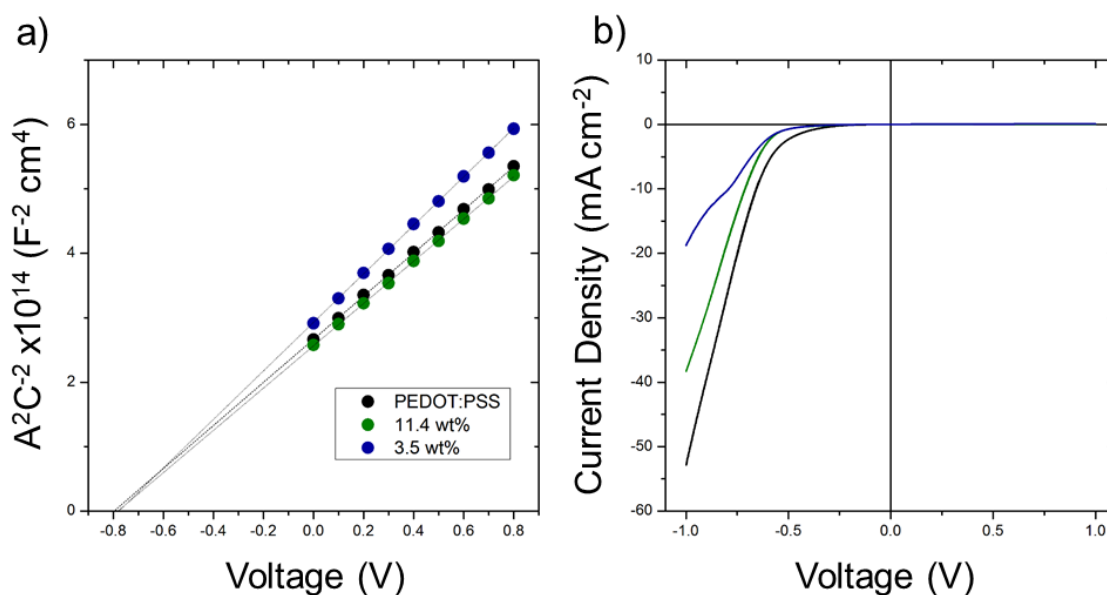 a)
A²C⁻² x10¹⁴ (F⁻² cm⁴)
6
4
2
0
-0.8 -0.6 -0.4 -0.2 0.0 0.2 0.4 0.6 0.8
Voltage (V)
PEDOT:PSS
11.4 wt%
3.5 wt%
b)
Current Density (mA cm⁻²)
10
0
-10
-20
-30
-40
-50
-60
-1.0 -0.5 0.0 0.5 1.0
Voltage (V)